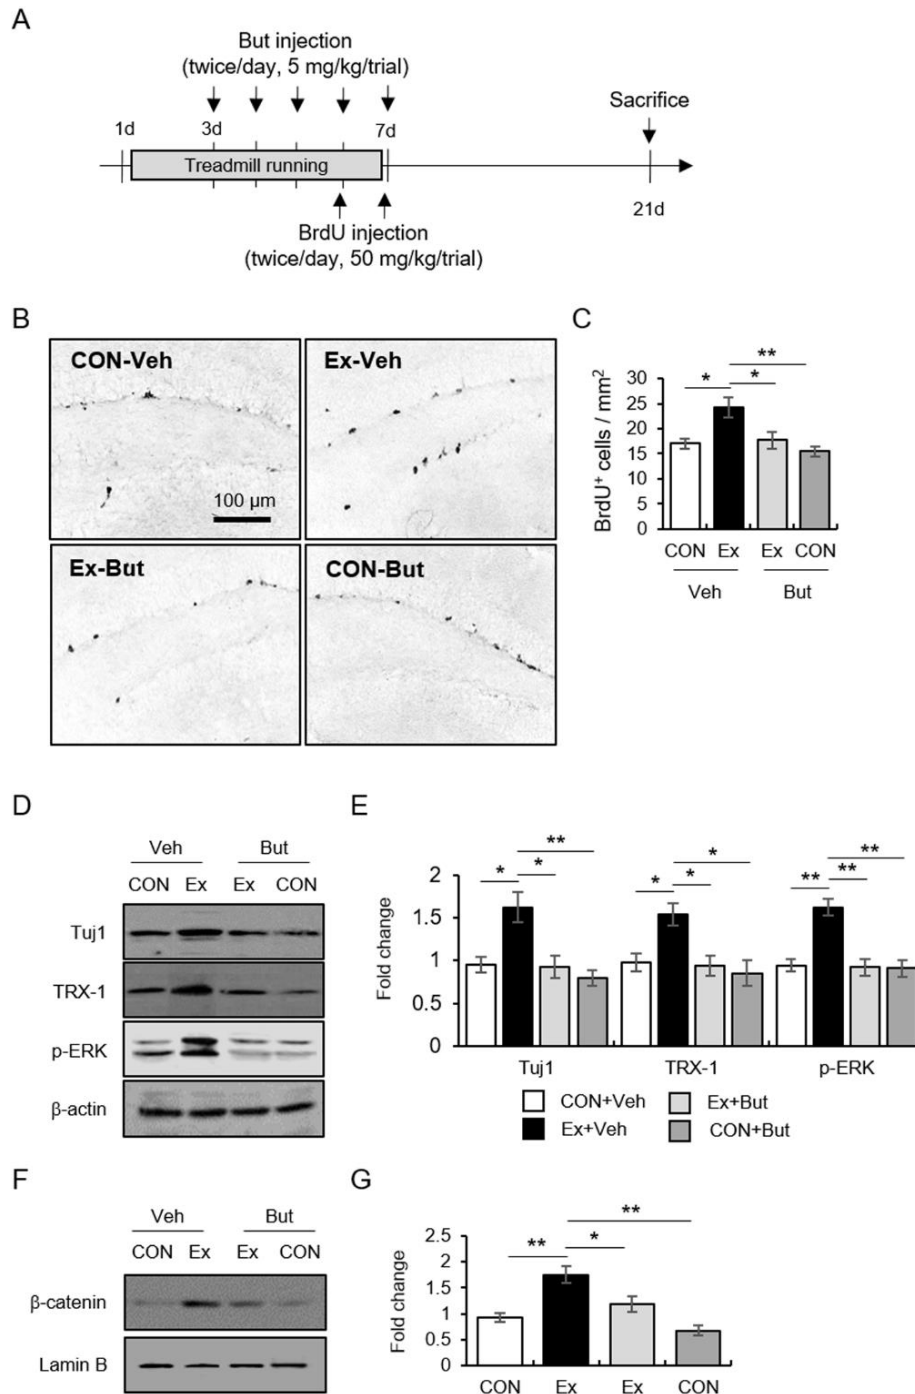 A
But injection
(twice/day, 5 mg/kg/trial)
Sacrifice
1d 3d 7d
Treadmill running
21d
BrdU injection
(twice/day, 50 mg/kg/trial)
B
CON-Veh
Ex-Veh
100 μm
Ex-But
CON-But
C
** 
* *
BrdU+ cells / mm2
40
35
30
25
20
15
10
5
0
CON Ex Ex CON
Veh But
D
Veh But
CON Ex Ex CON
Tuj1
TRX-1
p-ERK
β-actin
E
** * **
* * * * ** **
Fold change
2
1.5
1
0.5
0
Tuj1 TRX-1 p-ERK
CON+Veh Ex+But
Ex+Veh CON+But
F
Veh But
CON Ex Ex CON
β-catenin
Lamin B
G
**
** *
Fold change
2.5
2
1.5
1
0.5
0
CON Ex Ex CON